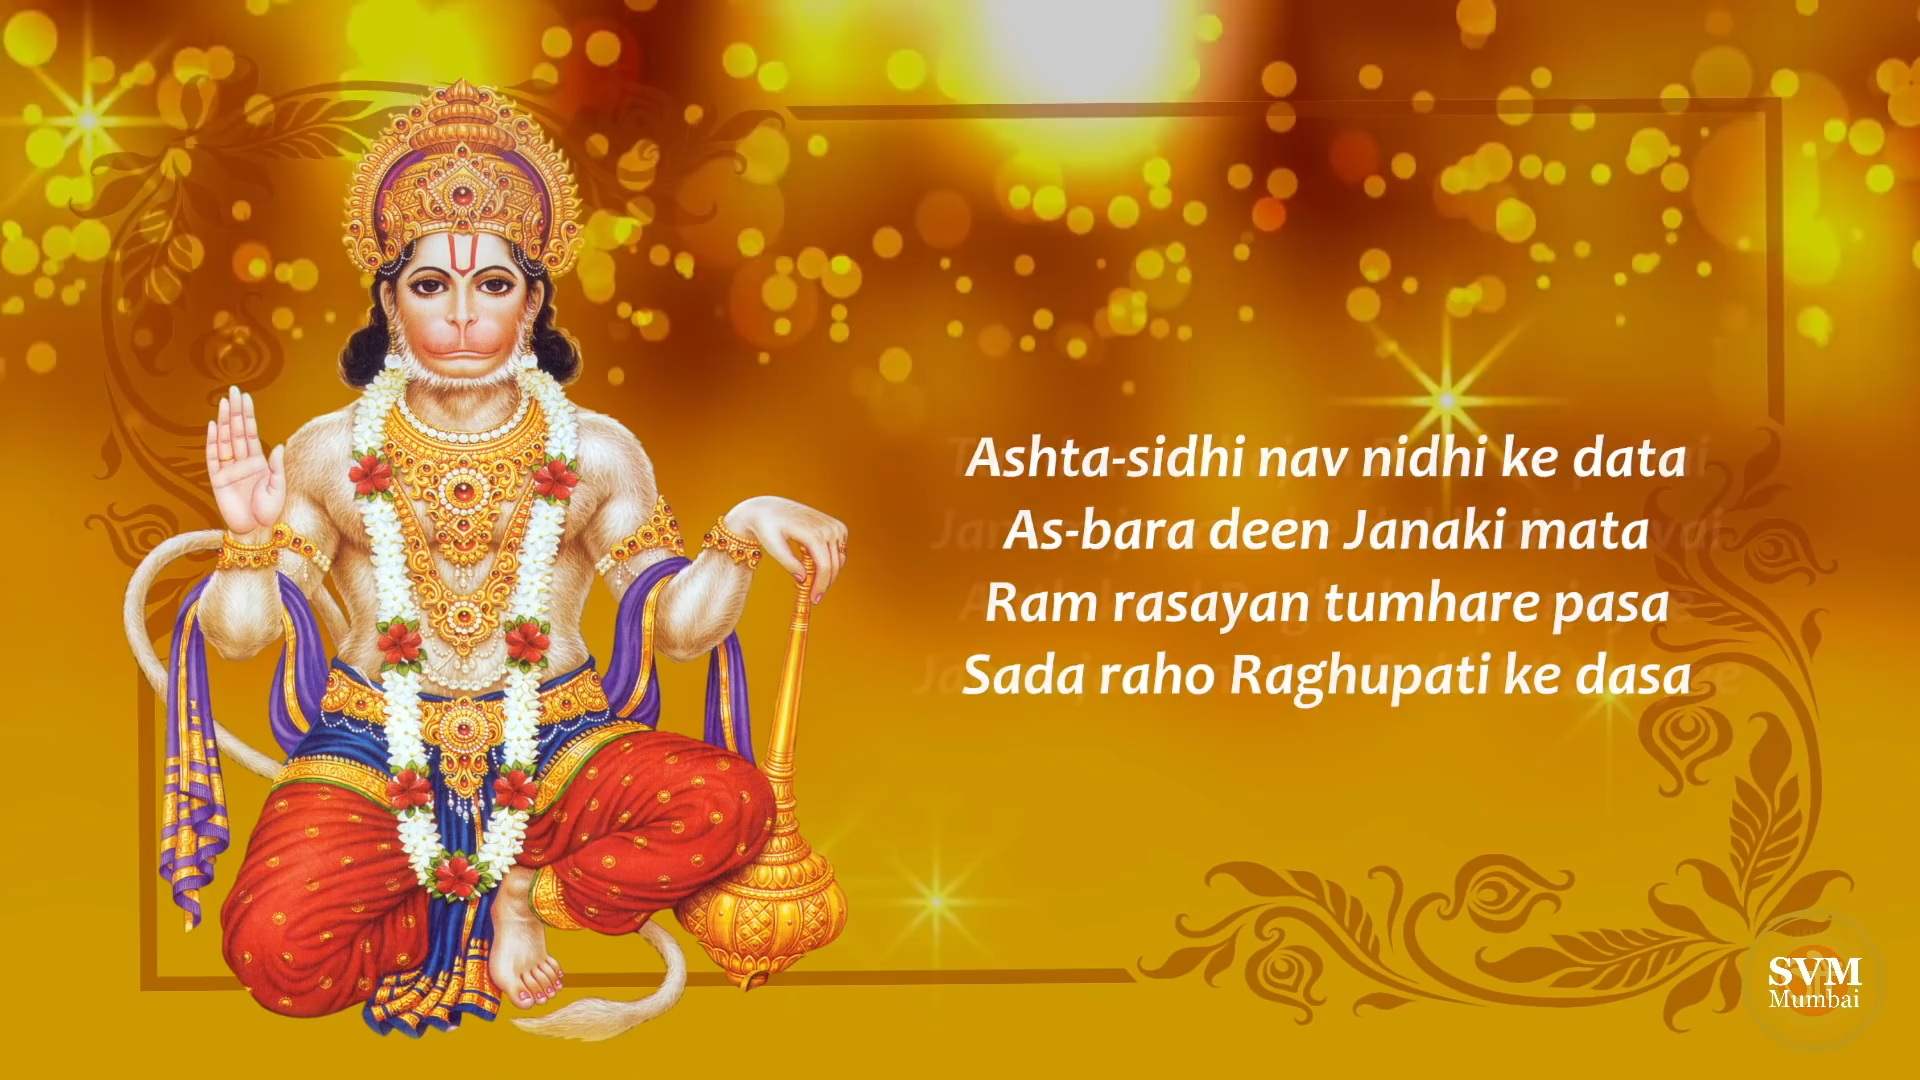 Ashta-sidhi nav nidhi ke data
As-bara deen Janaki mata
Ram rasayan tumhare pasa
Sada raho Raghupati ke dasa
SVM
Mumbai